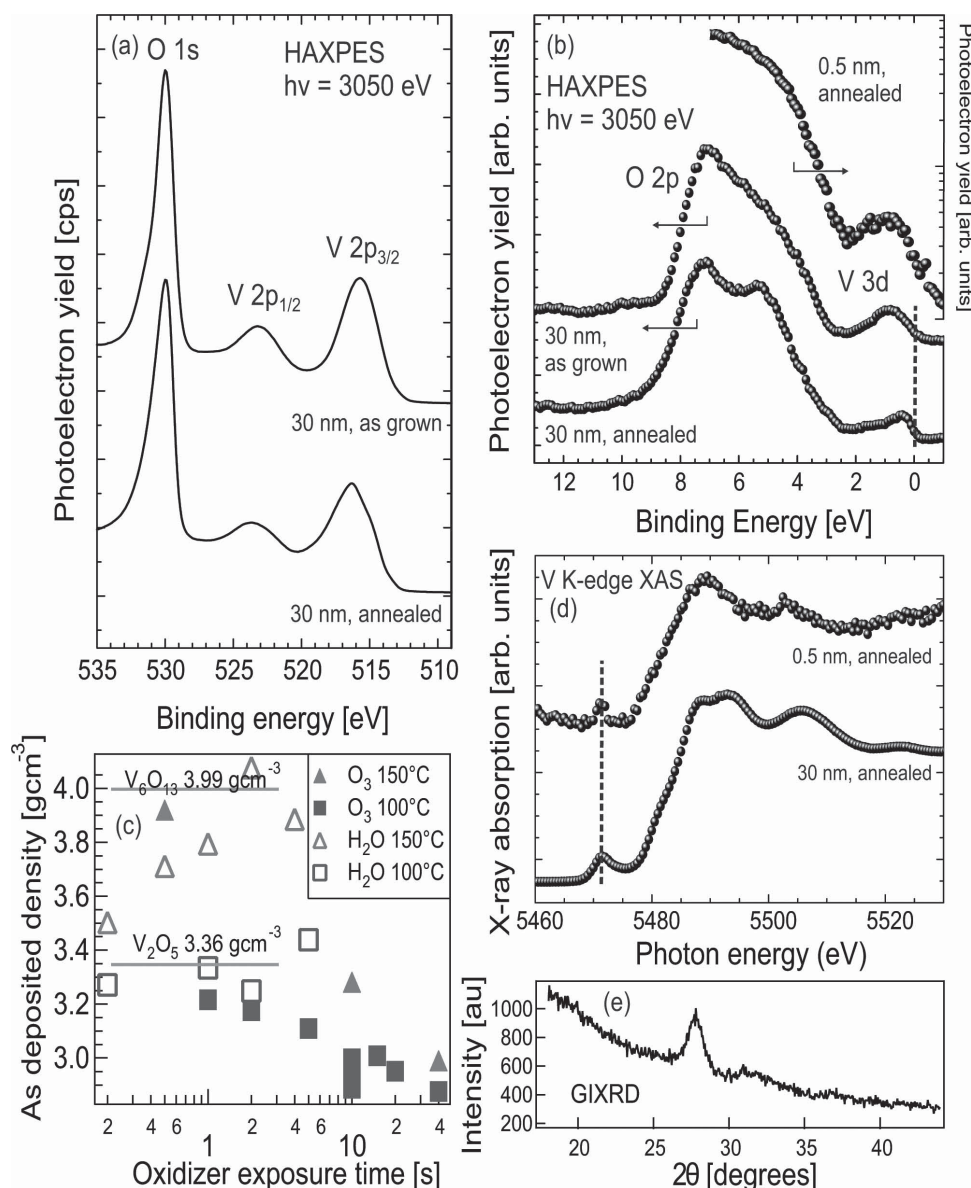 (a)
O 1s
HAXPES
hν = 3050 eV
V 2p3/2
V 2p1/2
30 nm, as grown
30 nm, annealed
Photoelectron yield [cps]
535 530 525 520 515 510
Binding energy [eV]
(b)
HAXPES
hν = 3050 eV
0.5 nm,
annealed
O 2p
V 3d
30 nm,
as grown
30 nm, annealed
Photoelectron yield [arb. units]
Photoelectron yield [arb. units]
12 10 8 6 4 2 0
Binding Energy [eV]
As deposited density [gcm-3]
4.0
3.8
3.6
3.4
3.2
3.0
V6O13 3.99 gcm-3
(c)
V2O5 3.36 gcm-3
O3 150°C
O3 100°C
H2O 150°C
H2O 100°C
2 4 6 1 2 4 6 10 2 4
Oxidizer exposure time [s]
V K-edge XAS
(d)
0.5 nm, annealed
30 nm, annealed
X-ray absorption [arb. units]
5460 5480 5500 5520
Photon energy (eV)
(e)
GIXRD
Intensity [au]
1000
800
600
400
200
20 25 30 35 40
2θ [degrees]